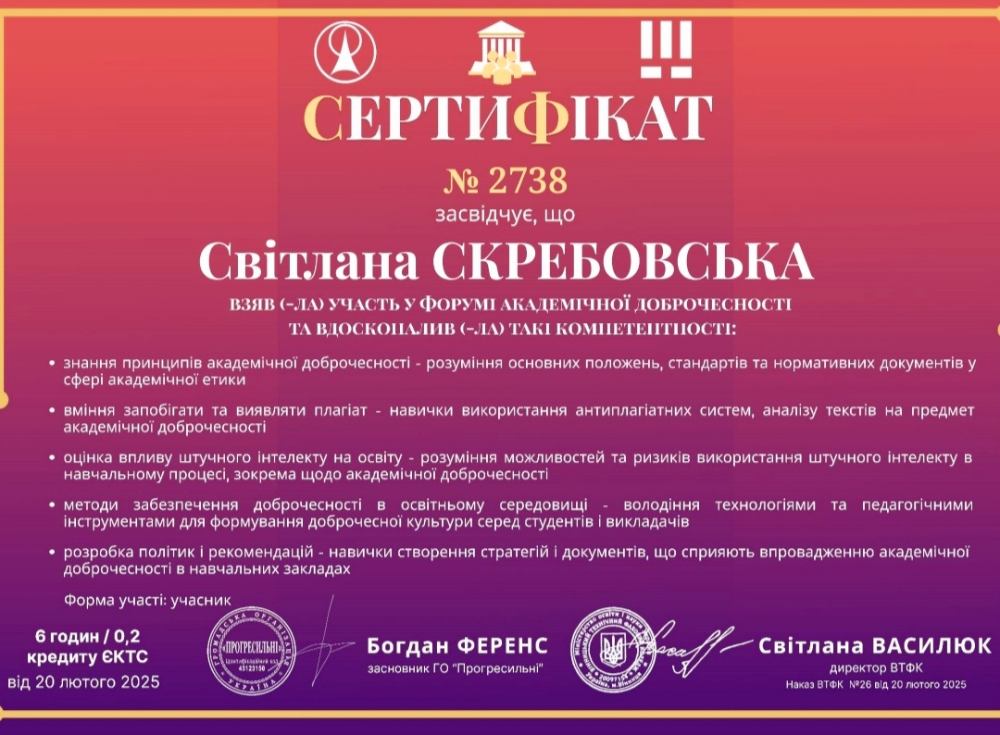 СЕРТИФІКАТ
№ 2738
засвідчує, що
Світлана СКРЕБОВСЬКА
ВЗЯВ (-ЛА) УЧАСТЬ У ФОРУМІ АКАДЕМІЧНОЇ ДОБРОЧЕСНОСТІ
ТА ВДОСКОНАЛИВ (-ЛА) ТАКІ КОМПЕТЕНТНОСТІ:
• знання принципів академічної доброчесності - розуміння основних положень, стандартів та нормативних документів у
сфері академічної етики
• вміння запобігати та виявляти плагіат - навички використання антиплагіатних систем, аналізу текстів на предмет
академічної доброчесності
• оцінка впливу штучного інтелекту на освіту - розуміння можливостей та ризиків використання штучного інтелекту в
навчальному процесі, зокрема щодо академічної доброчесності
• методи забезпечення доброчесності в освітньому середовищі - володіння технологіями та педагогічними
інструментами для формування доброчесної культури серед студентів і викладачів
• розробка політик і рекомендацій - навички створення стратегій і документів, що сприяють впровадженню академічної
доброчесності в навчальних закладах
Форма участі: учасник
6 годин / 0,2
кредиту ЄКТС
від 20 лютого 2025
ГРОМАДСЬКА ОРГАНІЗАЦІЯ
"ПРОГРЕСИЛЬНІ"
Ідентифікаційний код
45123150
УКРАЇНА
Богдан ФЕРЕНС
засновник ГО "Прогресильні"
Міністерство освіти і науки
Україна, м.Вінниця
Світлана ВАСИЛЮК
директор ВТФК
Наказ ВТФК №26 від 20 лютого 2025